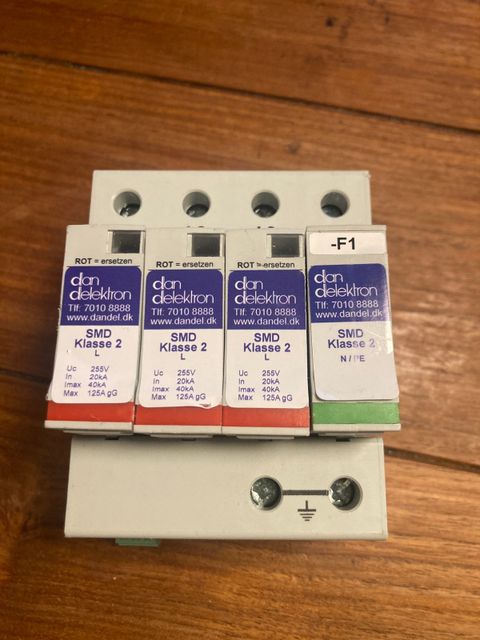 ROT = ersetzen
dan
delektron
Tlf: 7010 8888
www.dandel.dk
SMD
Klasse 2
L
Uc 255V
In 20kA
Imax 40kA
Max 125A gG
ROT = ersetzen
dan
delektron
Tlf: 7010 8888
www.dandel.dk
SMD
Klasse 2
L
Uc 255V
In 20kA
Imax 40kA
Max 125A gG
ROT = ersetzen
dan
delektron
Tlf: 7010 8888
www.dandel.dk
SMD
Klasse 2
L
Uc 255V
In 20kA
Imax 40kA
Max 125A gG
-F1
dan
delektron
Tlf: 7010 8888
www.dandel.dk
SMD
Klasse 2
N / PE